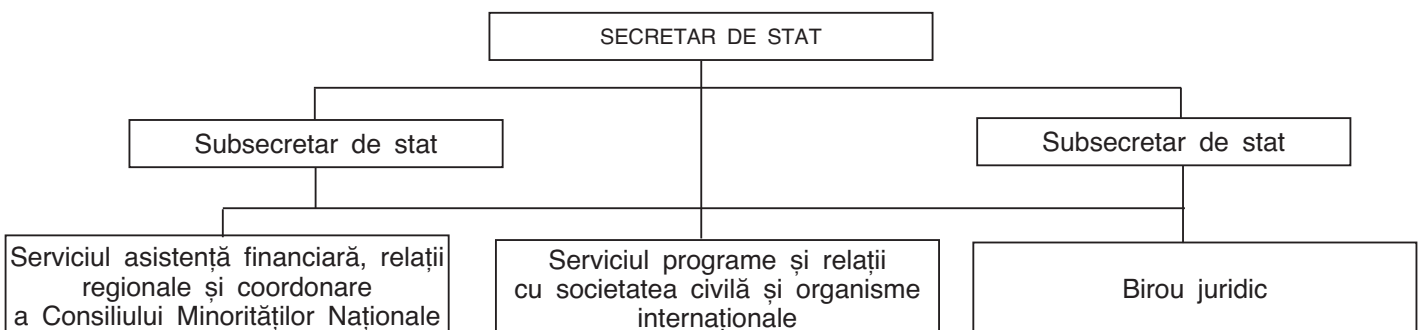 SECRETAR DE STAT
Subsecretar de stat
Subsecretar de stat
Serviciul asistență financiară, relații
regionale și coordonare
a Consiliului Minorităților Naționale
Serviciul programe și relații
cu societatea civilă și organisme
internaționale
Birou juridic